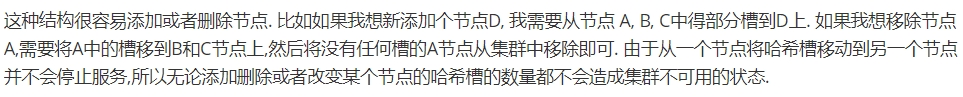 这种结构很容易添加或者删除节点. 比如如果我想新添加个节点D, 我需要从节点 A, B, C中得部分槽到D上. 如果我想移除节点
A,需要将A中的槽移到B和C节点上,然后将没有任何槽的A节点从集群中移除即可. 由于从一个节点将哈希槽移动到另一个节点
并不会停止服务,所以无论添加删除或者改变某个节点的哈希槽的数量都不会造成集群不可用的状态.